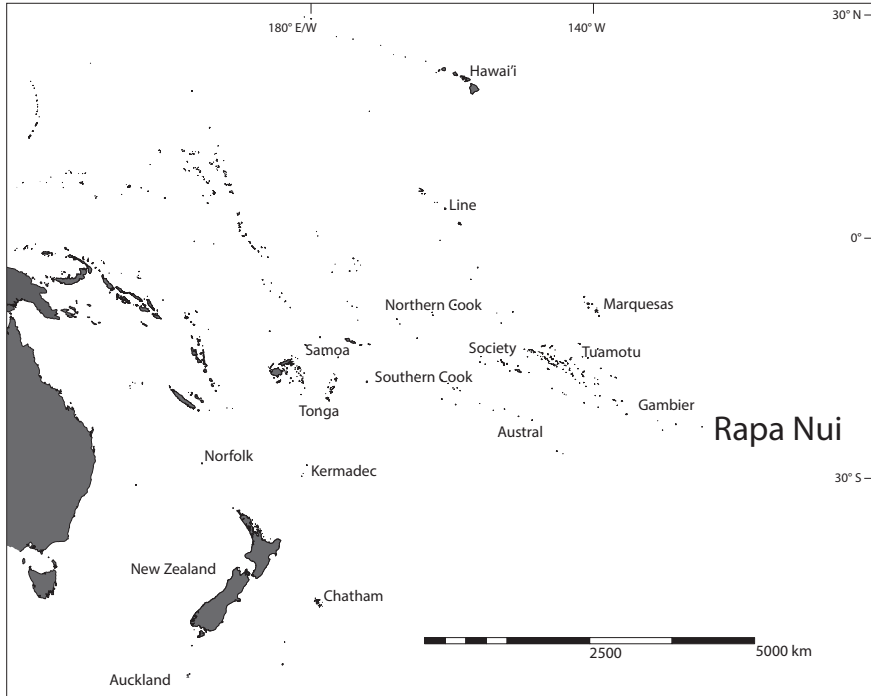 180° E/W
140° W
30° N
Hawai'i
Line
0°
Northern Cook
Marquesas
Samoa
Society
Tuamotu
Southern Cook
Tonga
Gambier
Austral
Rapa Nui
Norfolk
Kermadec
30° S
New Zealand
Chatham
2500
5000 km
Auckland